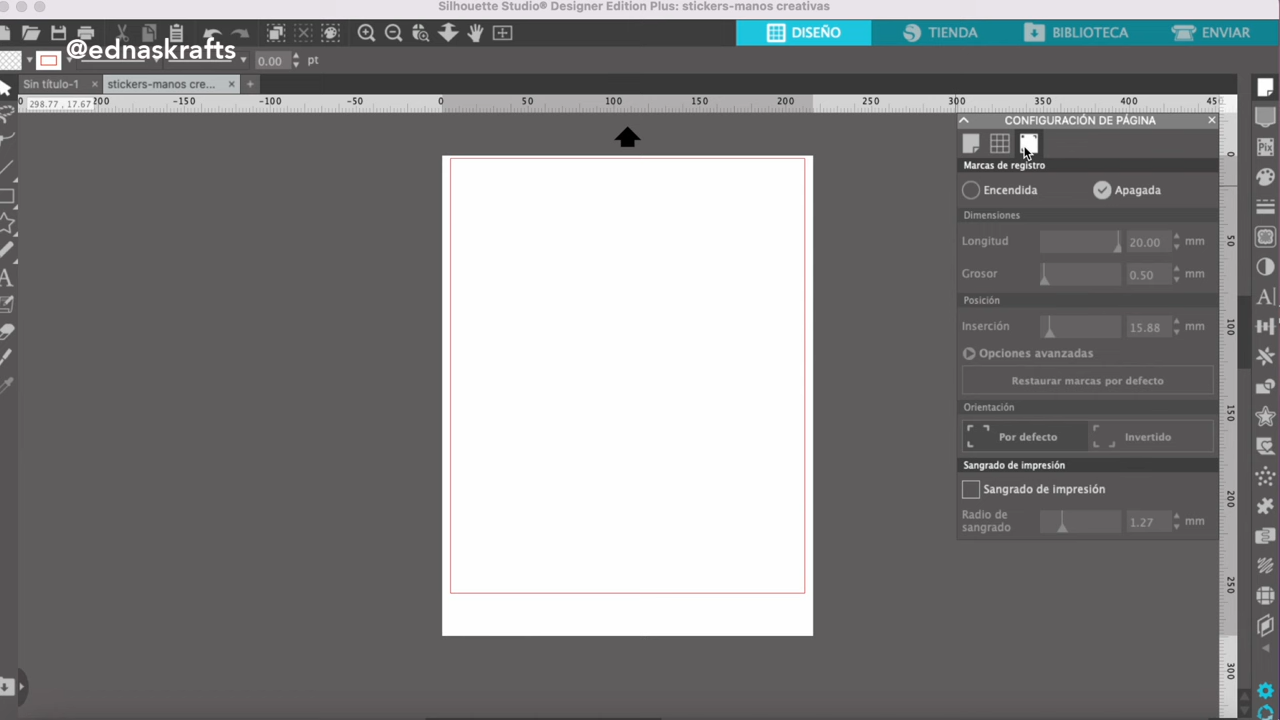 Silhouette Studio® Designer Edition Plus: stickers-manos creativas
DISEÑO
TIENDA
BIBLIOTECA
ENVIAR
@ednaskrafts
0.00
pt
Sin título-1
stickers-manos cre...
298.77 , 17.67
0 200 -150 -100 -50 0 50 100 150 200 250 300 350 400 45
CONFIGURACIÓN DE PÁGINA
Marcas de registro
Encendida
Apagada
Dimensiones
Longitud
20.00
mm
Grosor
0.50
mm
Posición
Inserción
15.88
mm
Opciones avanzadas
Restaurar marcas por defecto
Orientación
Por defecto
Invertido
Sangrado de impresión
Sangrado de impresión
Radio de
sangrado
1.27
mm
0
50
100
150
200
250
300
Pix
A
A